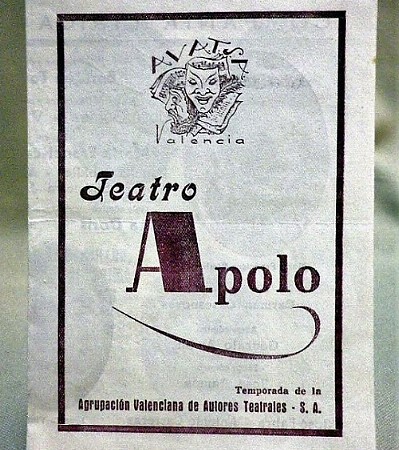 AVATSA
Valencia
Teatro
Apolo
Temporada de la
Agrupación Valenciana de Autores Teatrales - S. A.